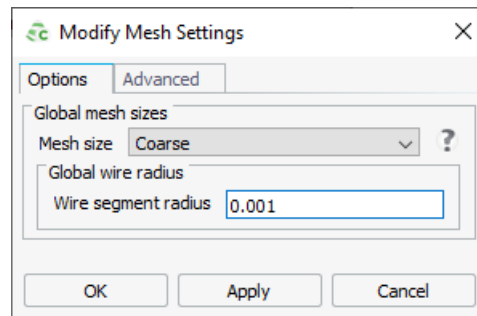 Modify Mesh Settings
Options Advanced
Global mesh sizes
Mesh size Coarse ?
Global wire radius
Wire segment radius 0.001
OK Apply Cancel